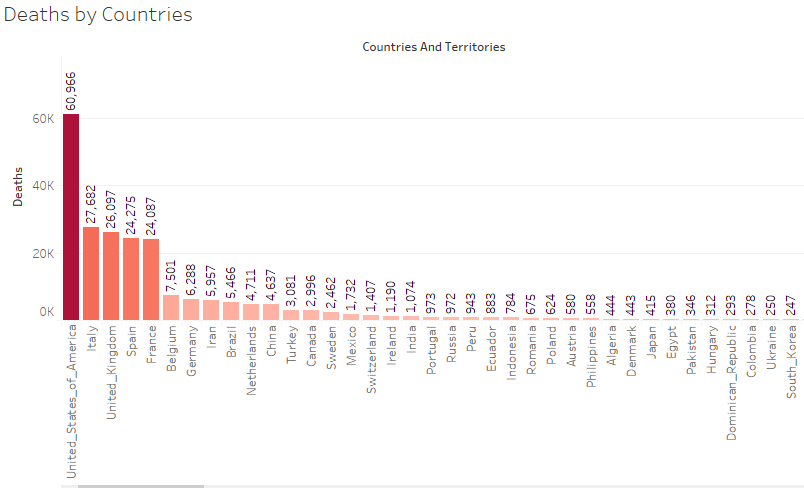 Deaths by Countries
Countries And Territories
Deaths
60K
40K
20K
0K
60,966
27,682
26,097
24,275
24,087
7,501
6,288
5,957
5,466
4,711
4,637
3,081
2,996
2,462
1,732
1,407
1,190
1,074
973
972
943
883
784
675
624
580
558
444
443
415
380
346
312
293
278
250
247
United_States_of_America
Italy
United_Kingdom
Spain
France
Belgium
Germany
Iran
Brazil
Netherlands
China
Turkey
Canada
Sweden
Mexico
Switzerland
Ireland
India
Portugal
Russia
Peru
Ecuador
Indonesia
Romania
Poland
Austria
Philippines
Algeria
Denmark
Japan
Egypt
Pakistan
Hungary
Dominican_Republic
Colombia
Ukraine
South_Korea